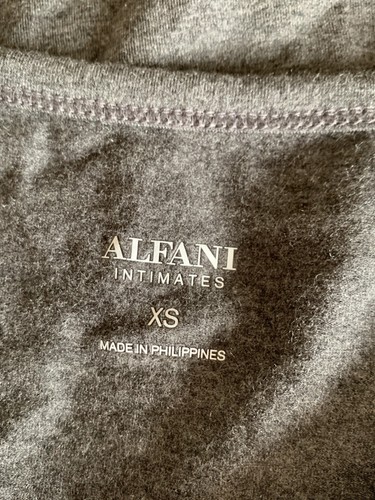 ALFANI
INTIMATES
XS
MADE IN PHILIPPINES